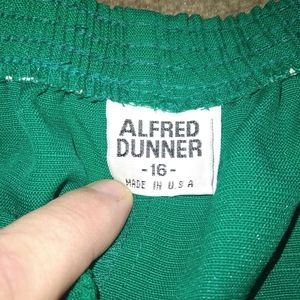 ALFRED
DUNNER
-16-
MADE IN U.S.A